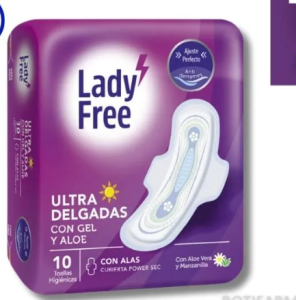 Lady
Free
Ajuste
Perfecto
ULTRA
DELGADAS
CON GEL
Y ALOE
10
Toallas
Higiénicas
CON ALAS
CUBIERTA POWER SEC
Con Aloe Vera
y Manzanilla